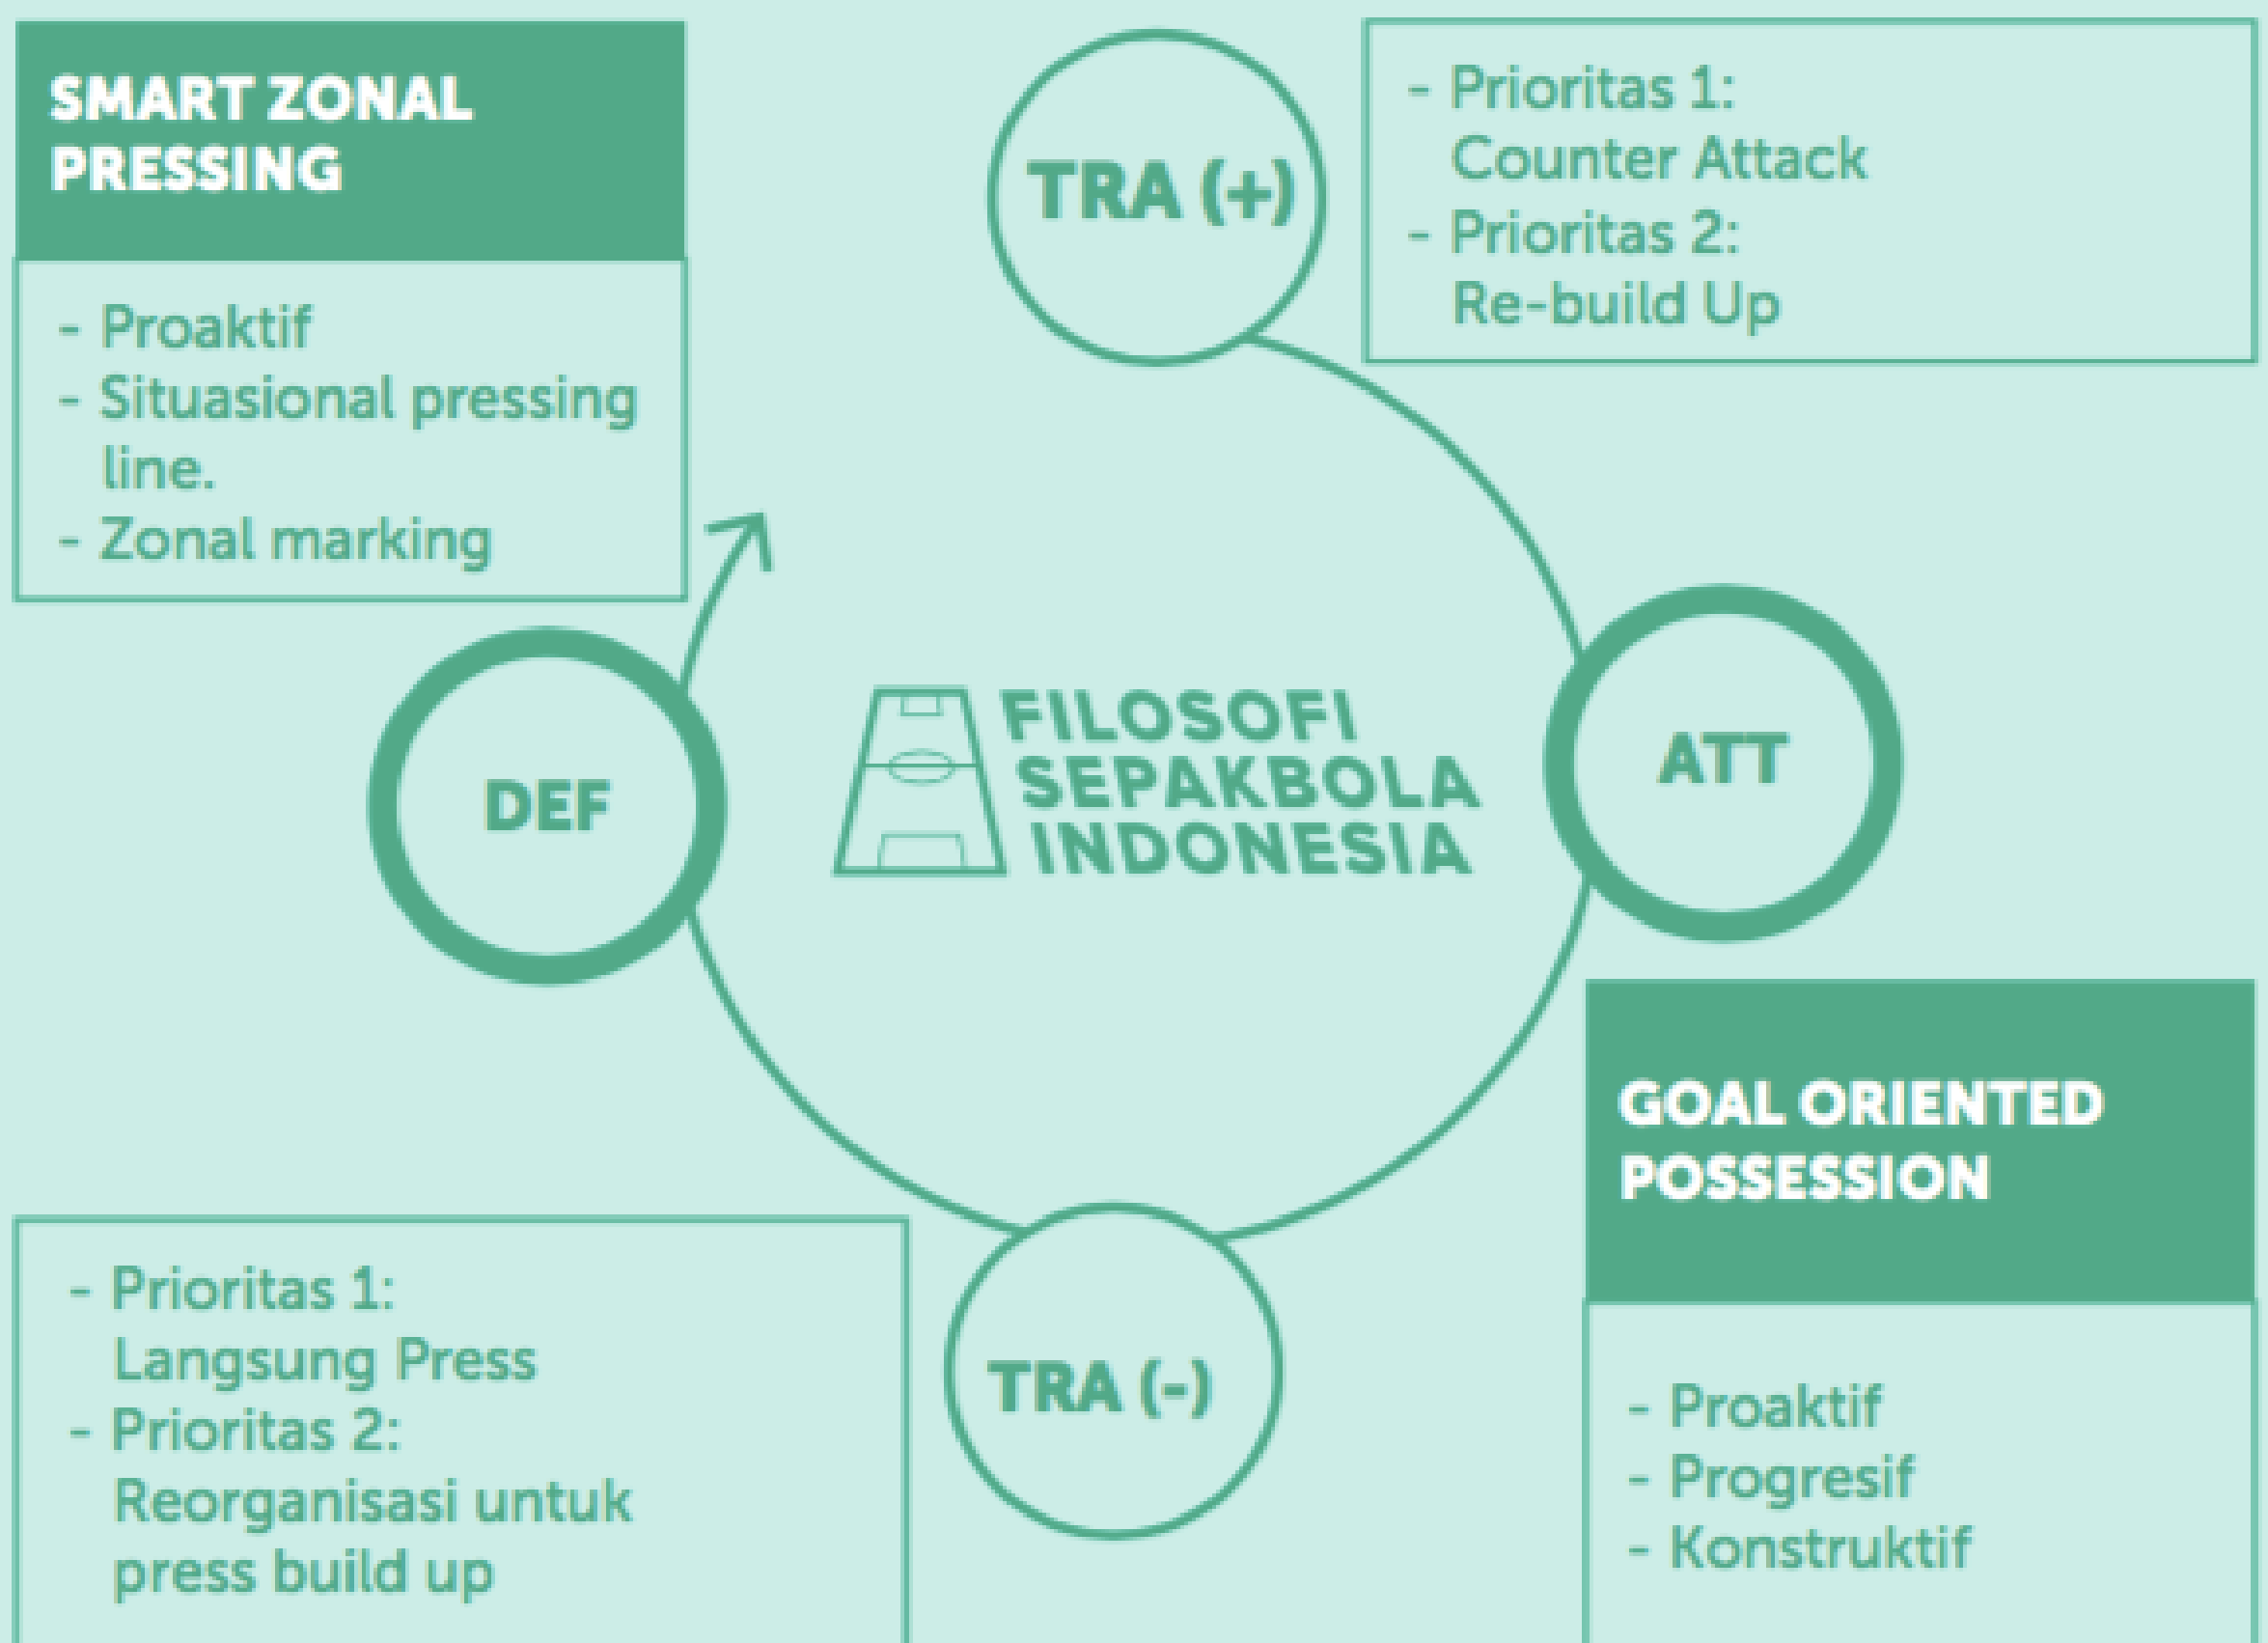 SMART ZONAL
PRESSING
- Proaktif
- Situasional pressing
line.
- Zonal marking
TRA (+)
- Prioritas 1:
Counter Attack
- Prioritas 2:
Re-build Up
DEF
FILOSOFI
SEPAKBOLA
INDONESIA
ATT
GOAL ORIENTED
POSSESSION
- Proaktif
- Progresif
- Konstruktif
TRA (-)
- Prioritas 1:
Langsung Press
- Prioritas 2:
Reorganisasi untuk
press build up